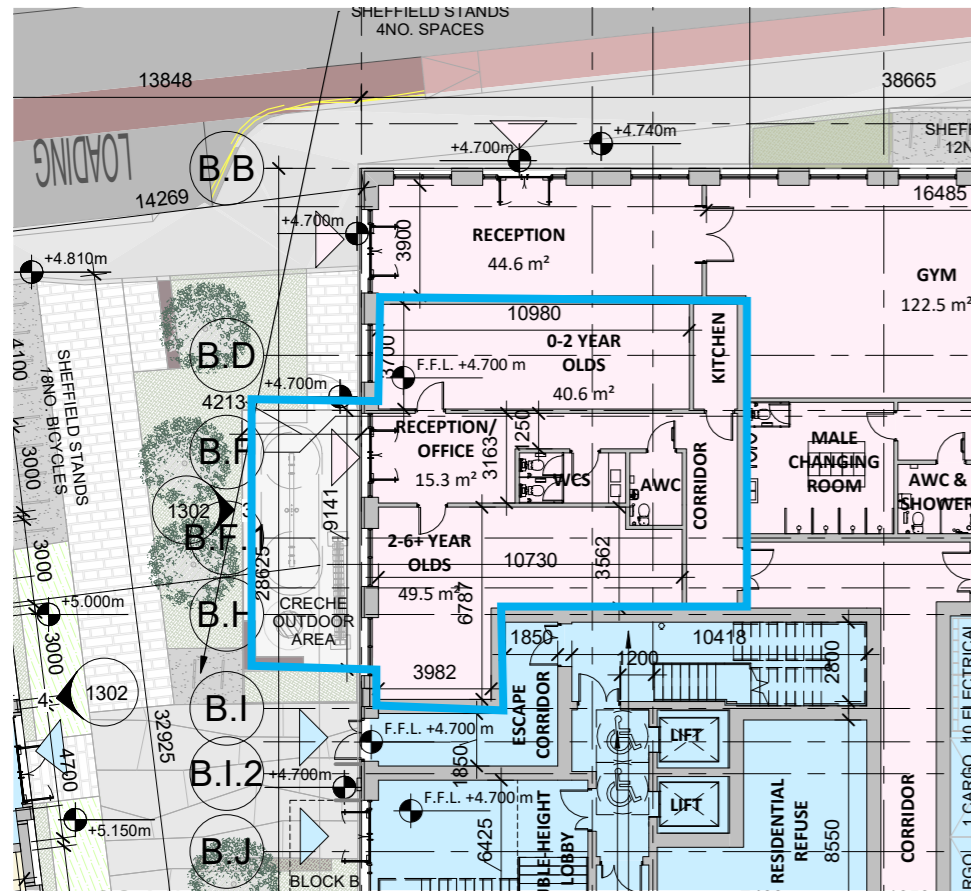 SHEFFIELD STANDS
4NO. SPACES
13848
38665
LOADING
B.B
+4.700m
+4.740m
14269
16485
+4.700m
3900
RECEPTION
44.6 m²
+4.810m
GYM
122.5 m²
10980
KITCHEN
4100
SHEFFIELD STANDS
18NO. BICYCLES
B.D
3700
0-2 YEAR
OLDS
40.6 m²
F.F.L. +4.700 m
+4.700m
4213
B.F
RECEPTION/
OFFICE
15.3 m²
3163
1250
WCS
AWC
CORRIDOR
MALE
CHANGING
ROOM
AWC &
SHOWER
3000
1302
B.F.1
9141
28625
2-6+ YEAR
OLDS
49.5 m²
10730
3562
6787
3000
+5.000m
B.H
CRECHE
OUTDOOR
AREA
1850
10418
1200
2800
3000
1302
4
3982
ESCAPE
CORRIDOR
B.I
32925
F.F.L. +4.700 m
1850
LIFT
4700
B.I.2
+4.700m
F.F.L. +4.700 m
LIFT
+5.150m
B.J
BLOCK B
6425
LOBBY
RESIDENTIAL
REFUSE
8550
CORRIDOR